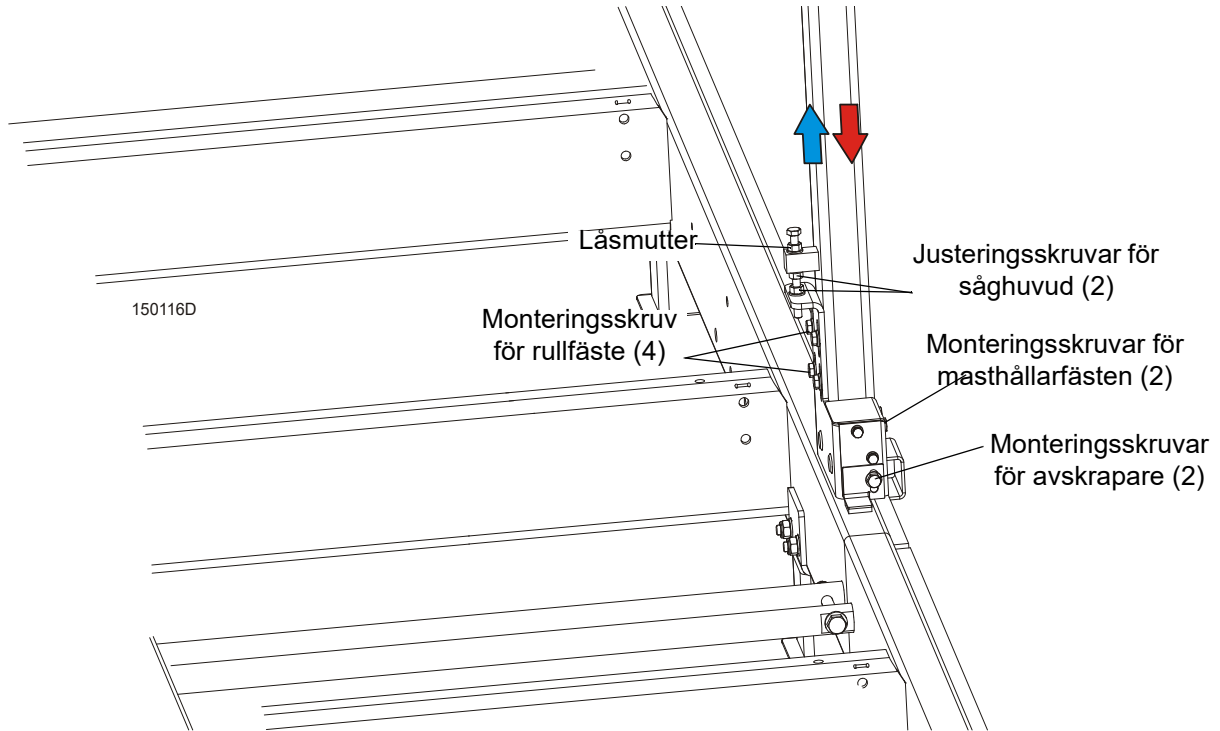 Låsmutter
Justeringsskruvar för
såghuvud (2)
150116D
Monteringsskruv
för rullfäste (4)
Monteringsskruvar för
masthållarfästen (2)
Monteringsskruvar
för avskrapare (2)